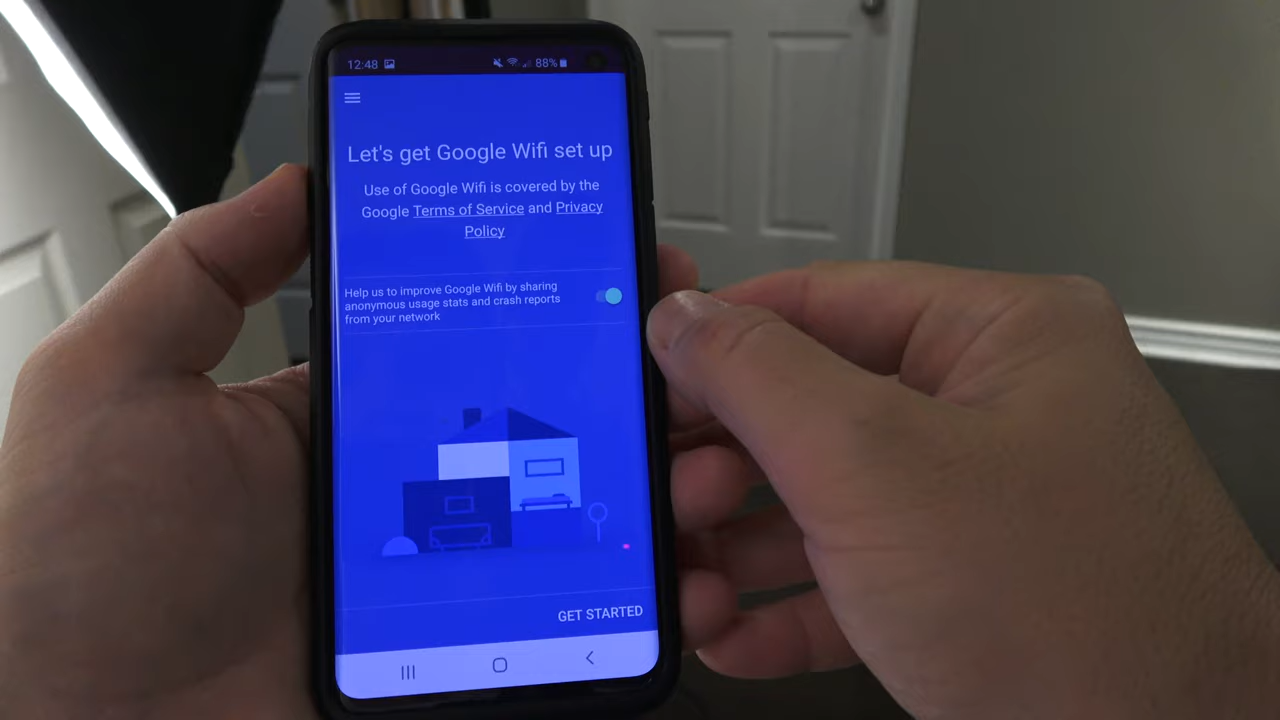 12:48 88%
Let's get Google Wifi set up
Use of Google Wifi is covered by the
Google Terms of Service and Privacy
Policy
Help us to improve Google Wifi by sharing
anonymous usage stats and crash reports
from your network
GET STARTED